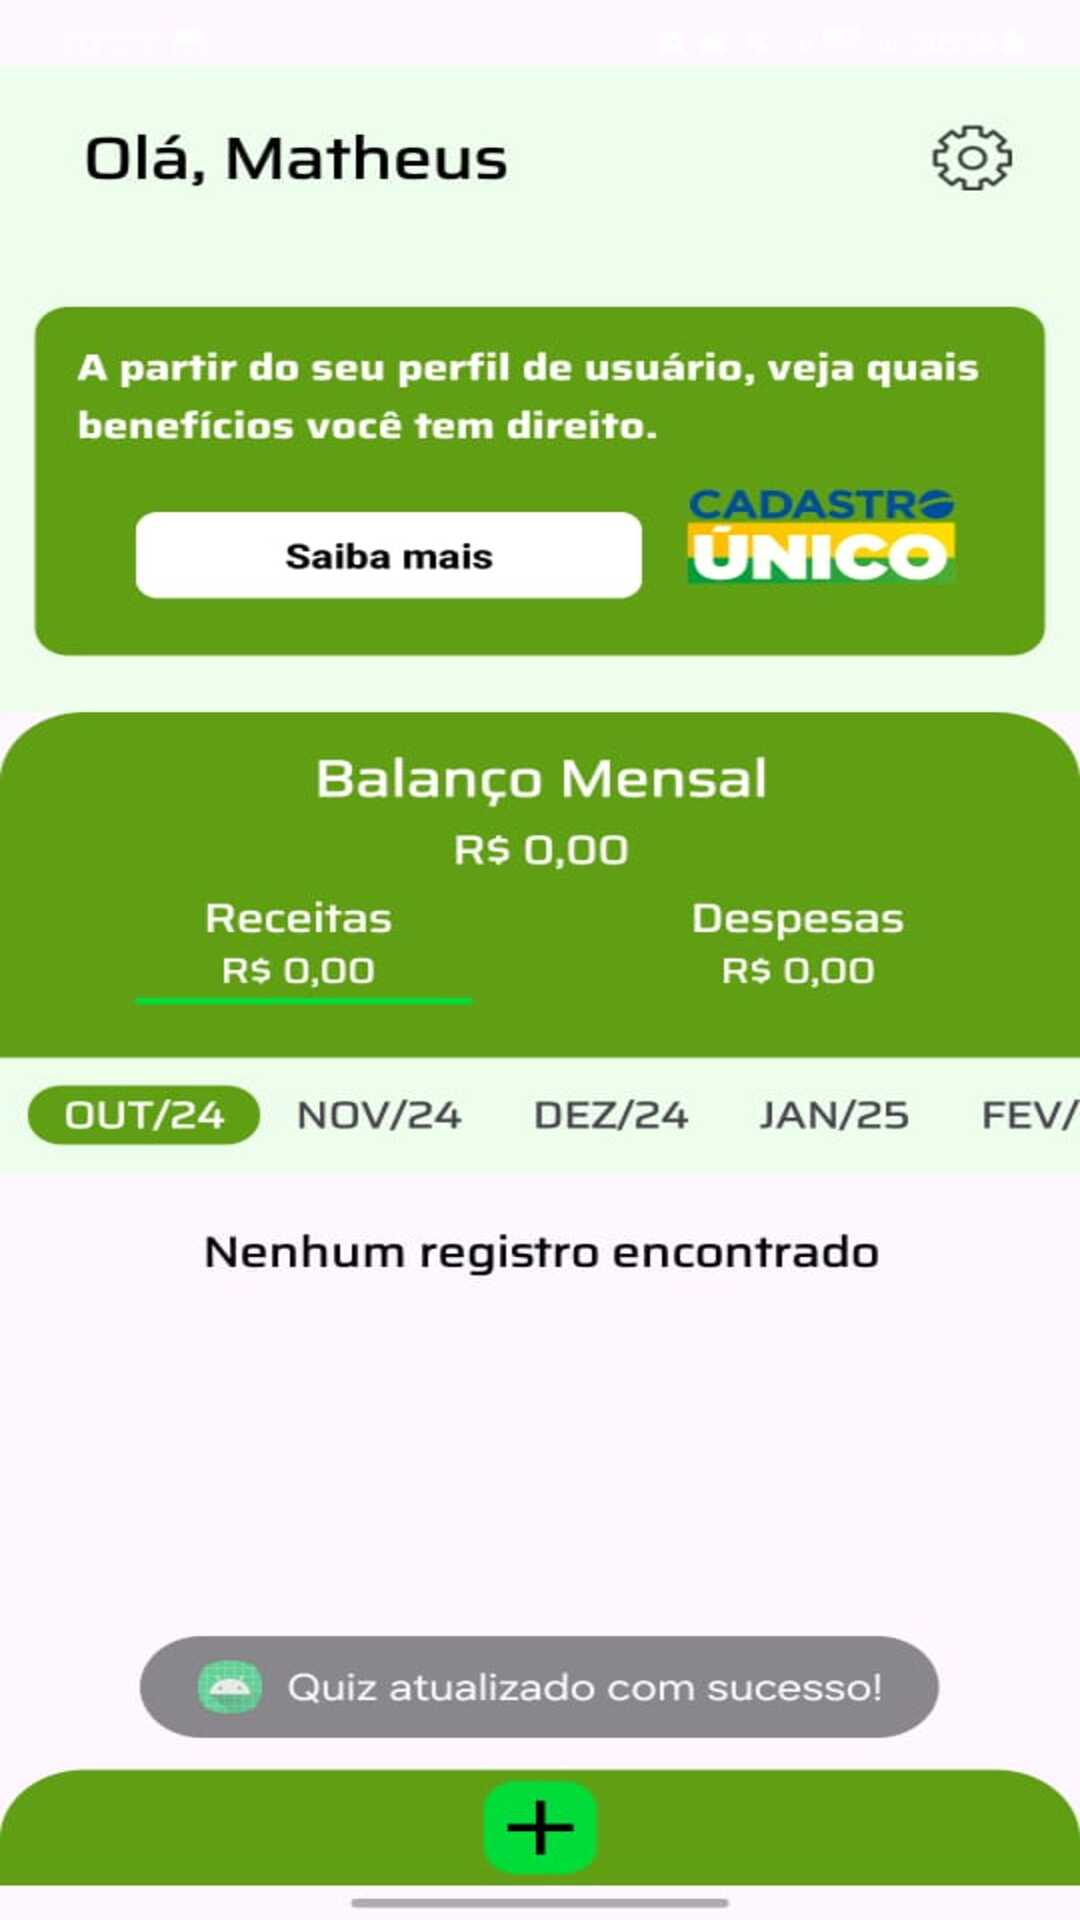 Olá, Matheus
A partir do seu perfil de usuário, veja quais
benefícios você tem direito.
Saiba mais
CADASTRO
ÚNICO
Balanço Mensal
R$ 0,00
Receitas
Despesas
R$ 0,00
R$ 0,00
OUT/24 NOV/24 DEZ/24 JAN/25 FEV/
Nenhum registro encontrado
Quiz atualizado com sucesso!